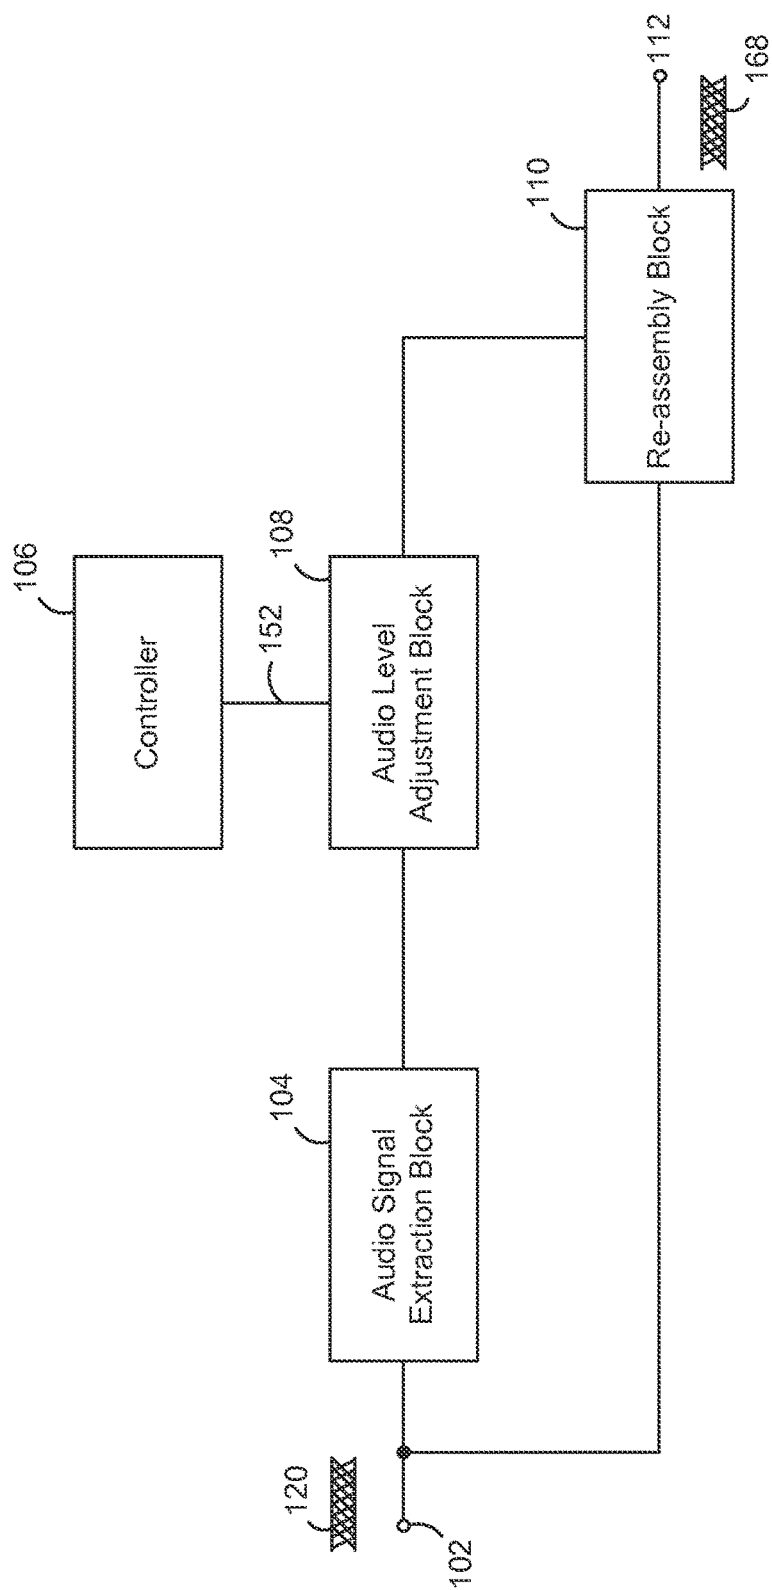 106
Controller
152
120
104
108
Audio Signal
Extraction Block
Audio Level
Adjustment Block
102
110
Re-assembly Block
112
168